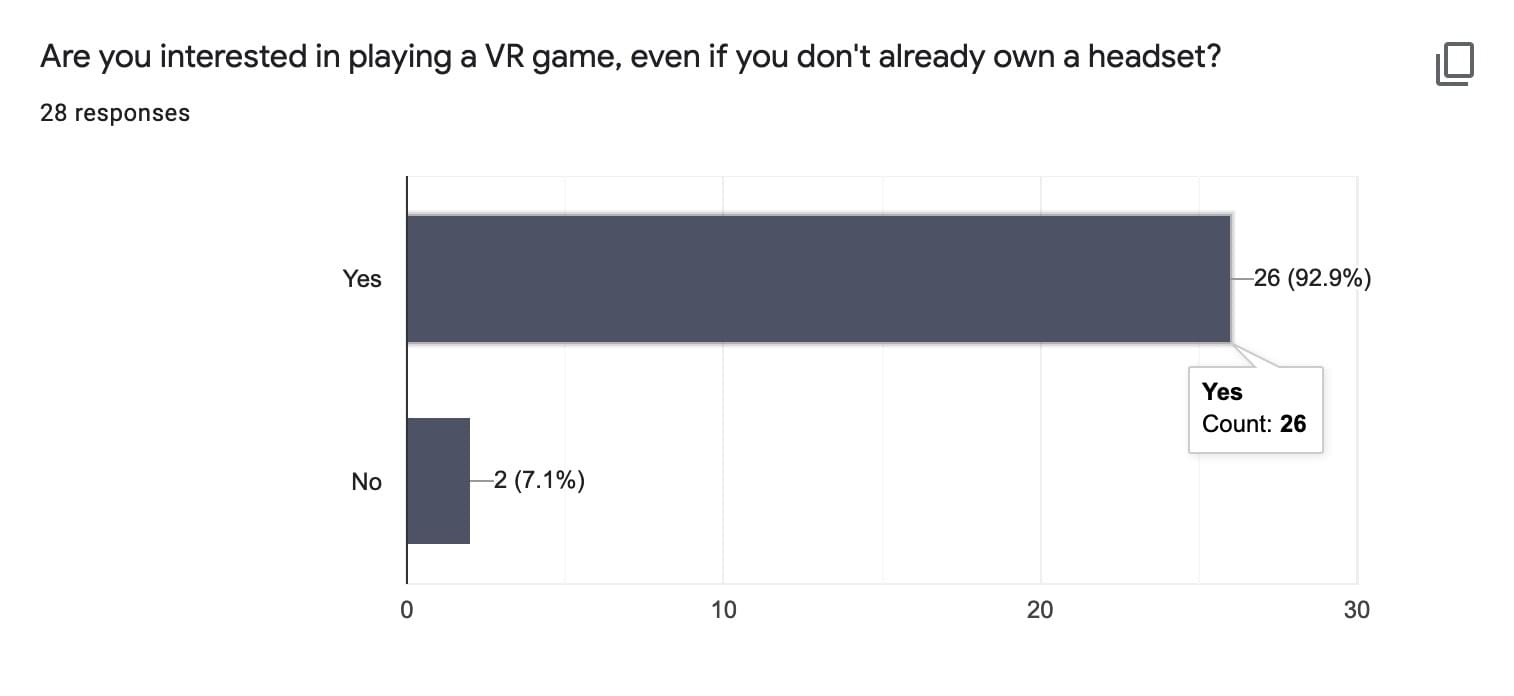 Are you interested in playing a VR game, even if you don't already own a headset?
28 responses
Yes
26 (92.9%)
Yes
Count: 26
No
2 (7.1%)
0
10
20
30